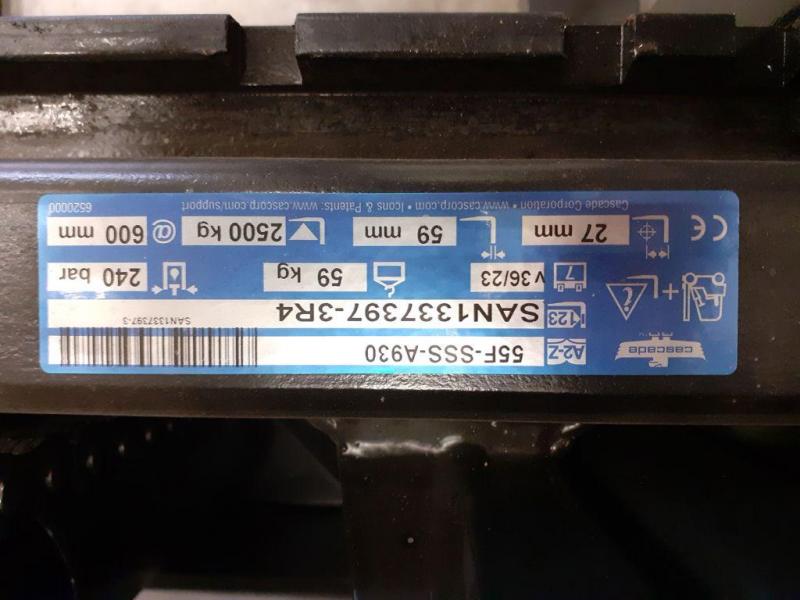 cascade A2-Z 55F-SSS-A930
123 SAN1337397-3R4 SAN1337397-3
7 v 36/23 59 kg 240 bar
CE 27 mm 59 mm 2500 kg @ 600 mm
Cascade Corporation • www.cascorp.com • Icons & Patents: www.cascorp.com/support 6520000